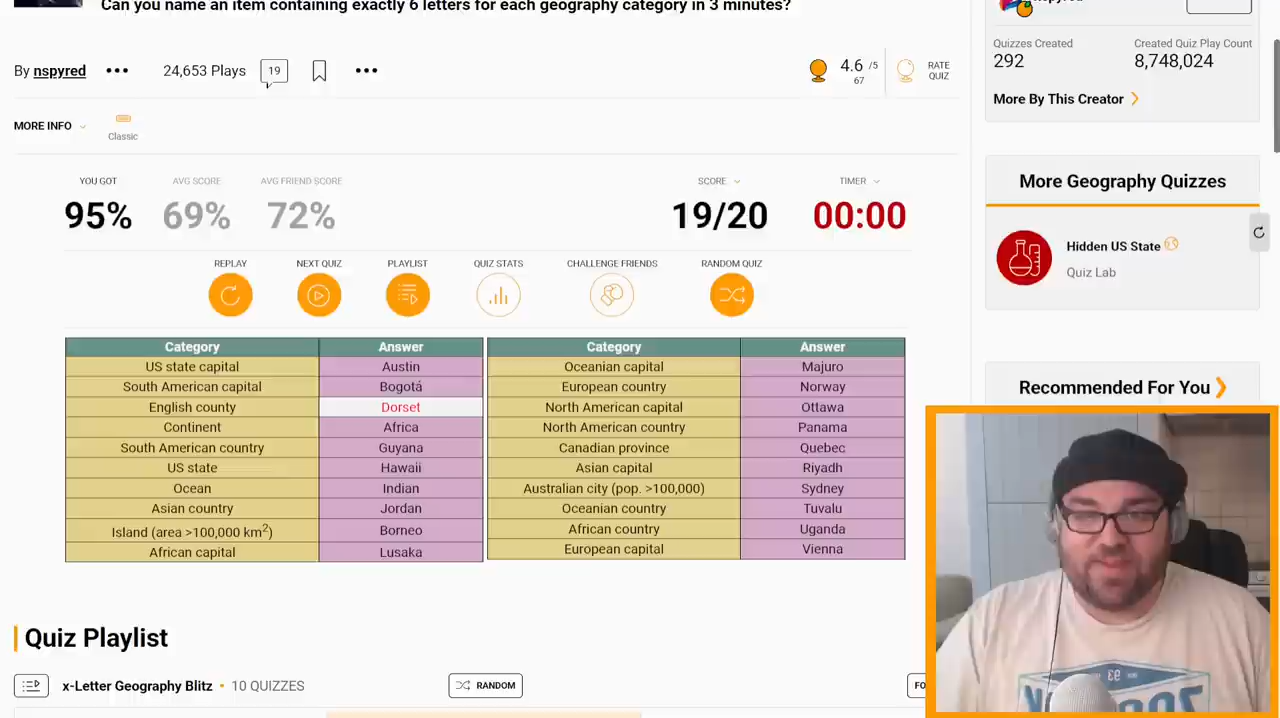 Can you name an item containing exactly 6 letters for each geography category in 3 minutes?
By nspyred ••• 24,653 Plays 19 •••
4.6 /5
67
RATE
QUIZ
MORE INFO
Classic
YOU GOT AVG SCORE AVG FRIEND SCORE SCORE TIMER
95% 69% 72% 19/20 00:00
REPLAY NEXT QUIZ PLAYLIST QUIZ STATS CHALLENGE FRIENDS RANDOM QUIZ
Category Answer Category Answer
US state capital Austin Oceanian capital Majuro
South American capital Bogotá European country Norway
English county Dorset North American capital Ottawa
Continent Africa North American country Panama
South American country Guyana Canadian province Quebec
US state Hawaii Asian capital Riyadh
Ocean Indian Australian city (pop. >100,000) Sydney
Asian country Jordan Oceanian country Tuvalu
Island (area >100,000 km2) Borneo African country Uganda
African capital Lusaka European capital Vienna
Quiz Playlist
x-Letter Geography Blitz • 10 QUIZZES RANDOM
Quizzes Created Created Quiz Play Count
292 8,748,024
More By This Creator
More Geography Quizzes
Hidden US State
Quiz Lab
Recommended For You